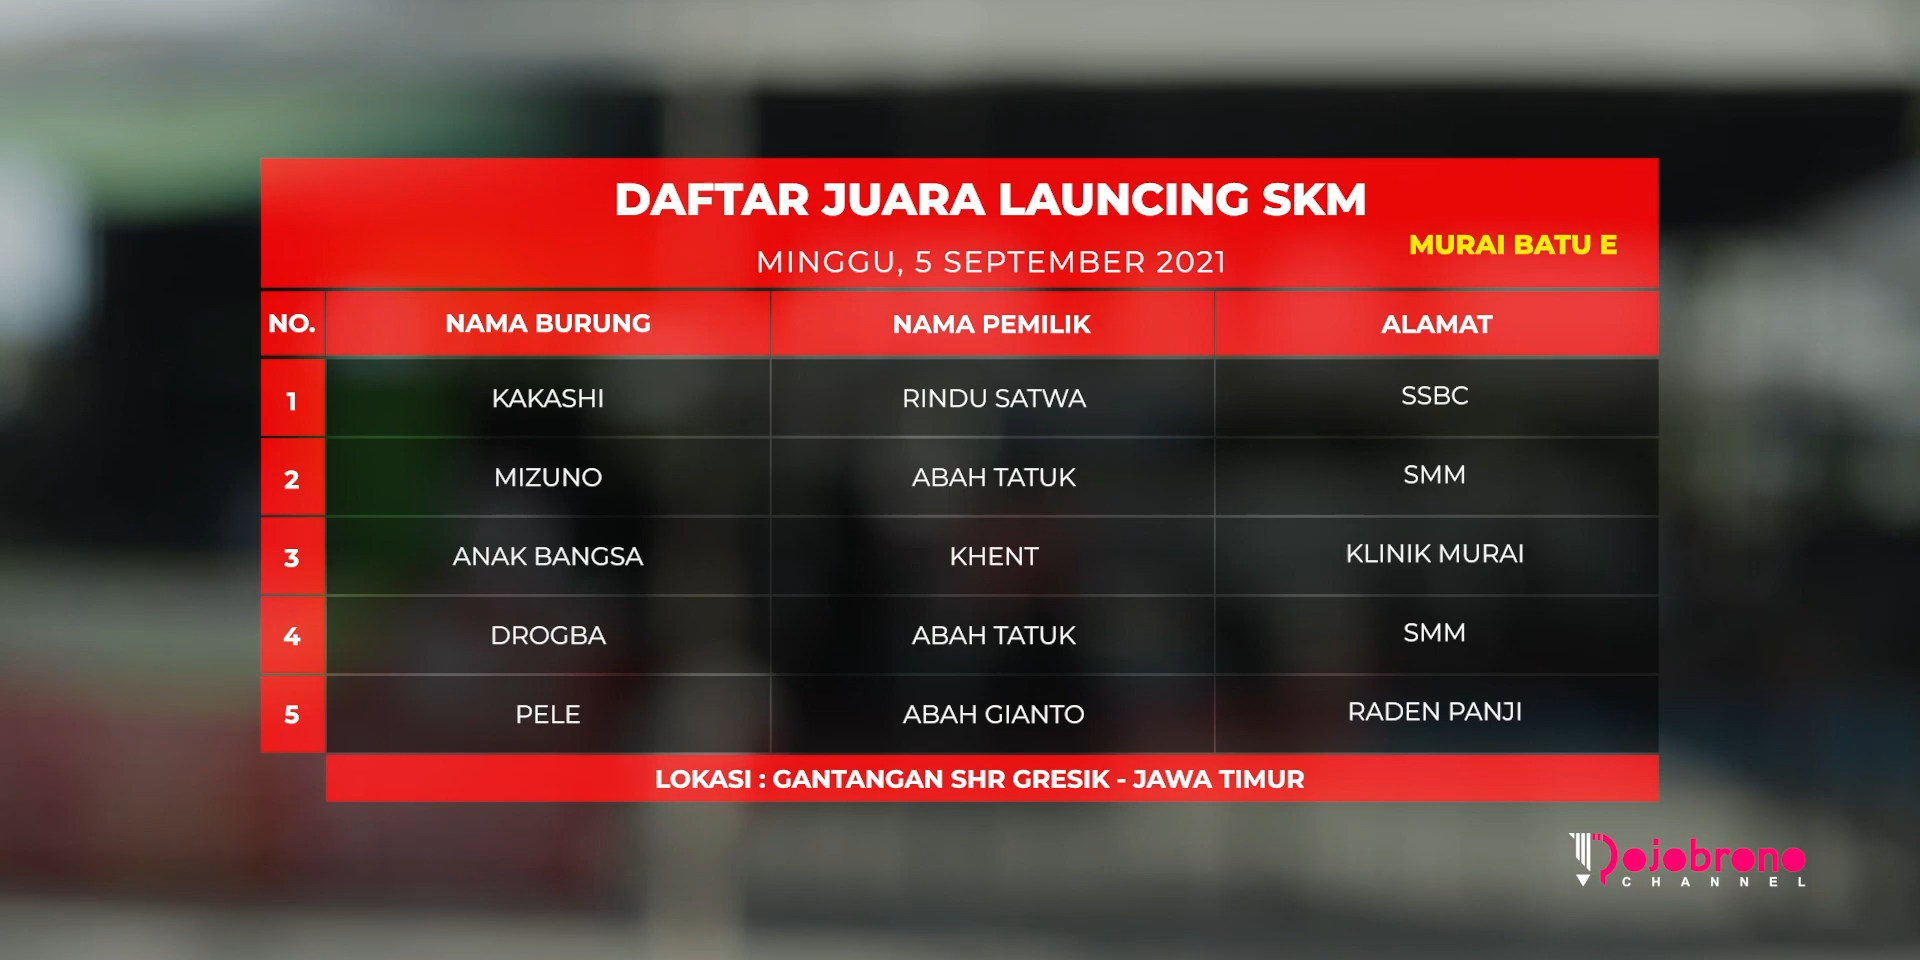 DAFTAR JUARA LAUNCING SKM
MINGGU, 5 SEPTEMBER 2021
MURAI BATU E
NO. NAMA BURUNG NAMA PEMILIK ALAMAT
1 KAKASHI RINDU SATWA SSBC
2 MIZUNO ABAH TATUK SMM
3 ANAK BANGSA KHENT KLINIK MURAI
4 DROGBA ABAH TATUK SMM
5 PELE ABAH GIANTO RADEN PANJI
LOKASI : GANTANGAN SHR GRESIK - JAWA TIMUR
Pojobrono
CHANNEL